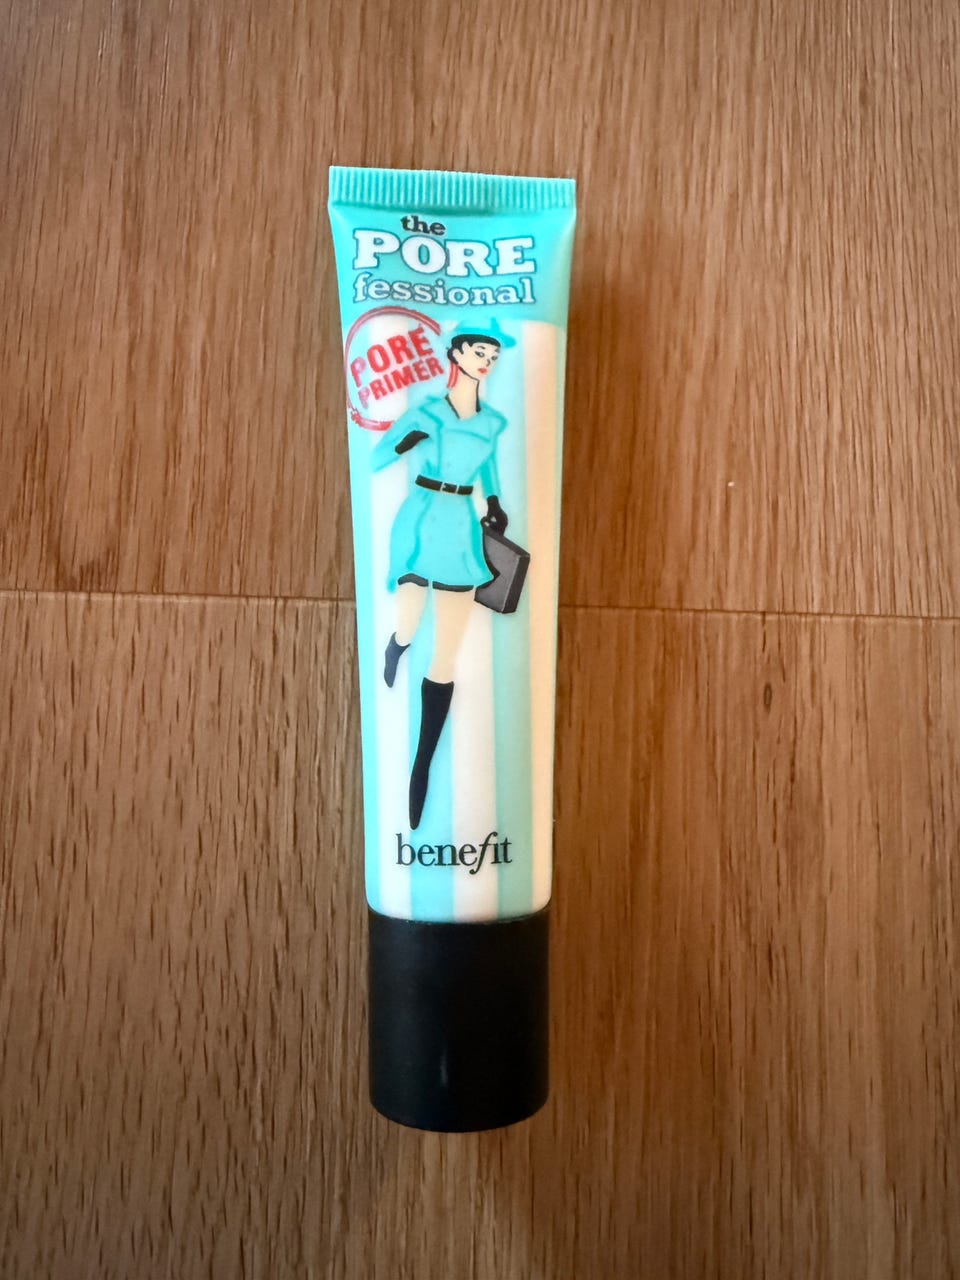 the
PORE
fessional
PORE
PRIMER
benefit